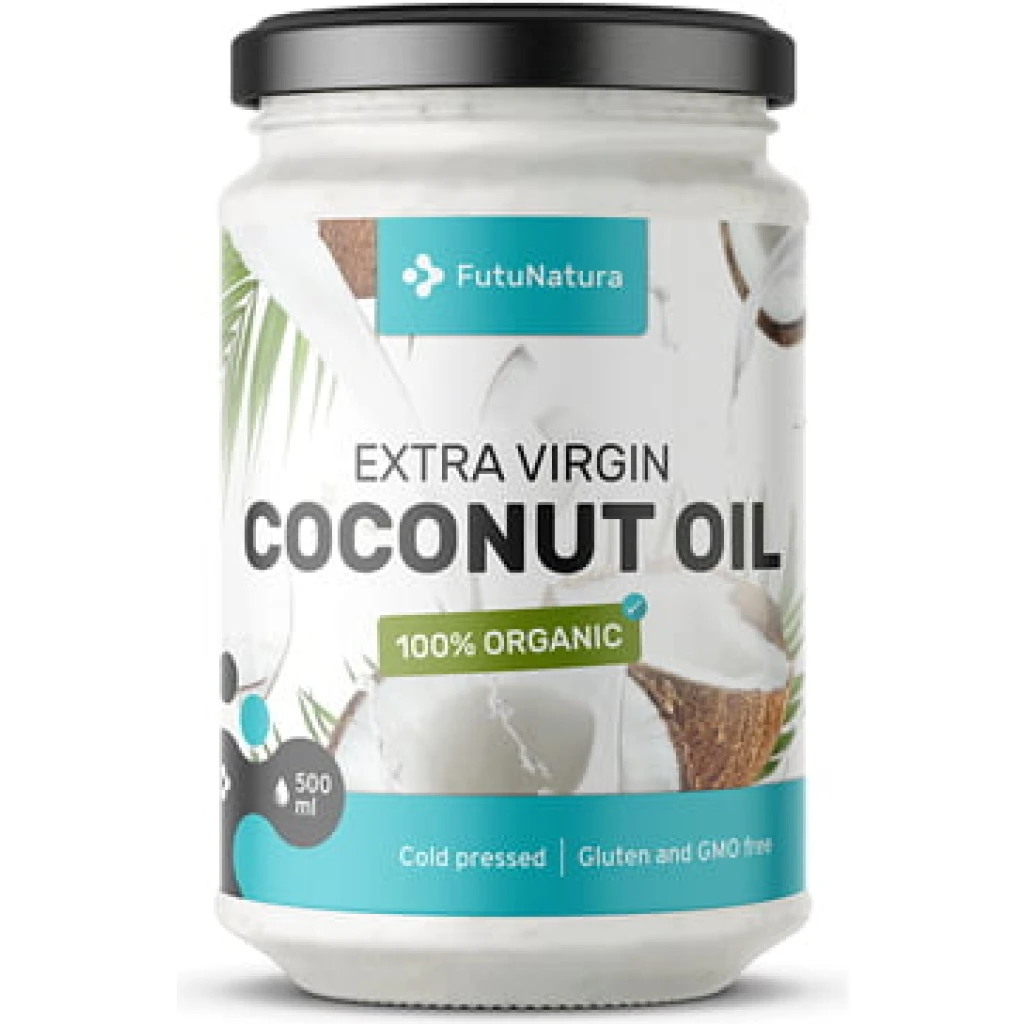 FutuNatura
EXTRA VIRGIN
COCONUT OIL
100% ORGANIC
500
ml
Cold pressed | Gluten and GMO free